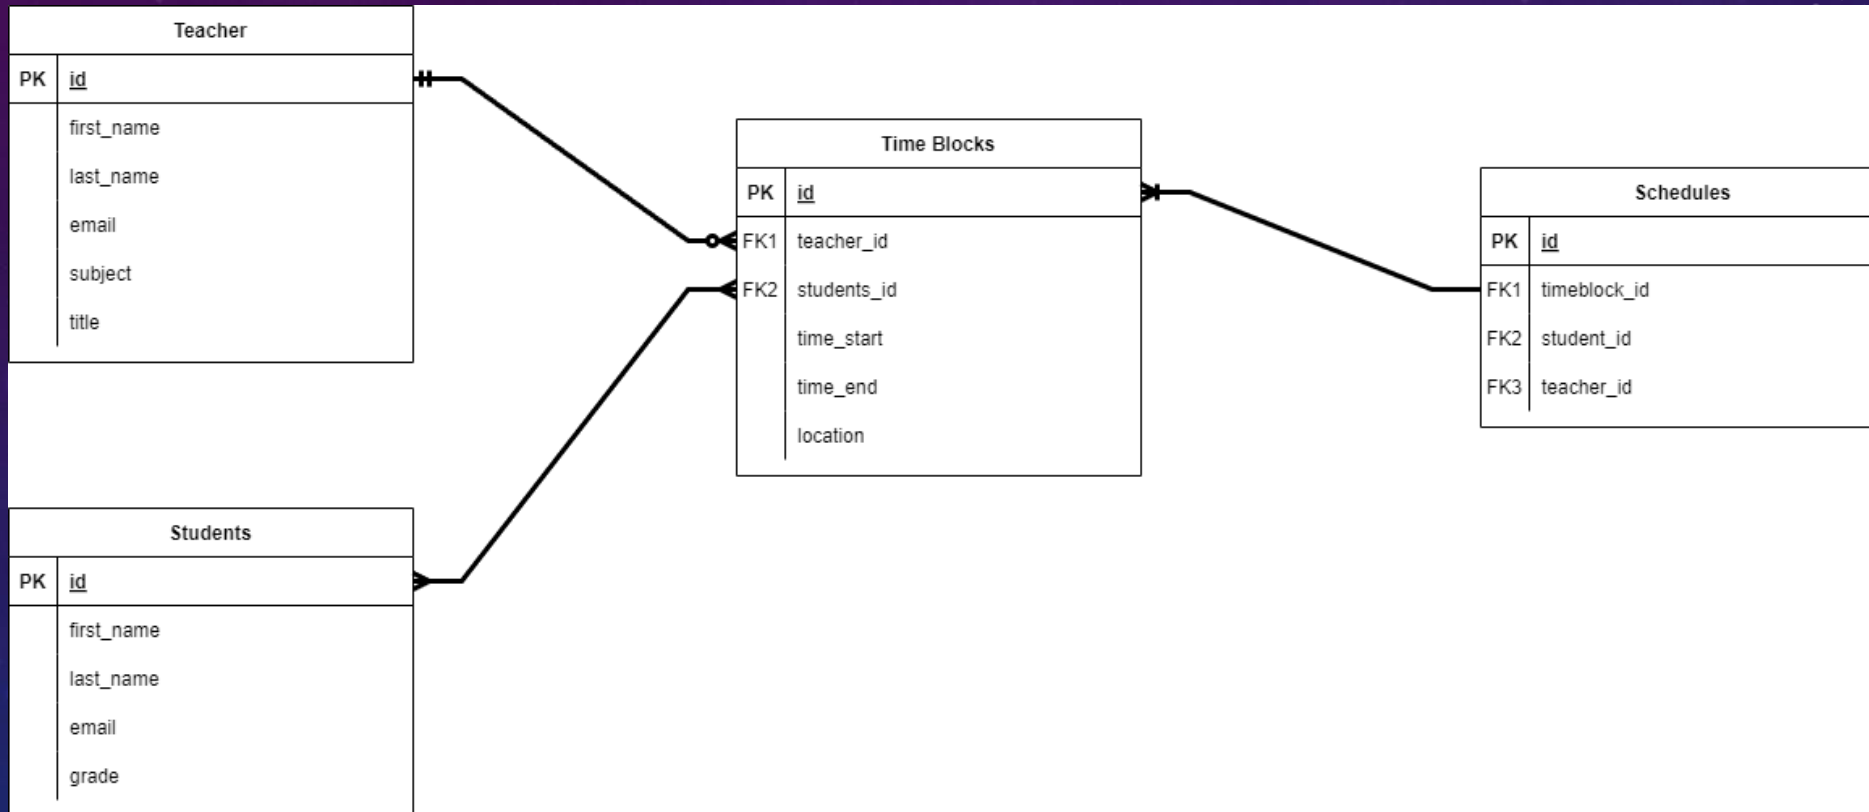 Teacher
PK id
first_name
last_name
email
subject
title
Time Blocks
PK id
FK1 teacher_id
FK2 students_id
time_start
time_end
location
Schedules
PK id
FK1 timeblock_id
FK2 student_id
FK3 teacher_id
Students
PK id
first_name
last_name
email
grade